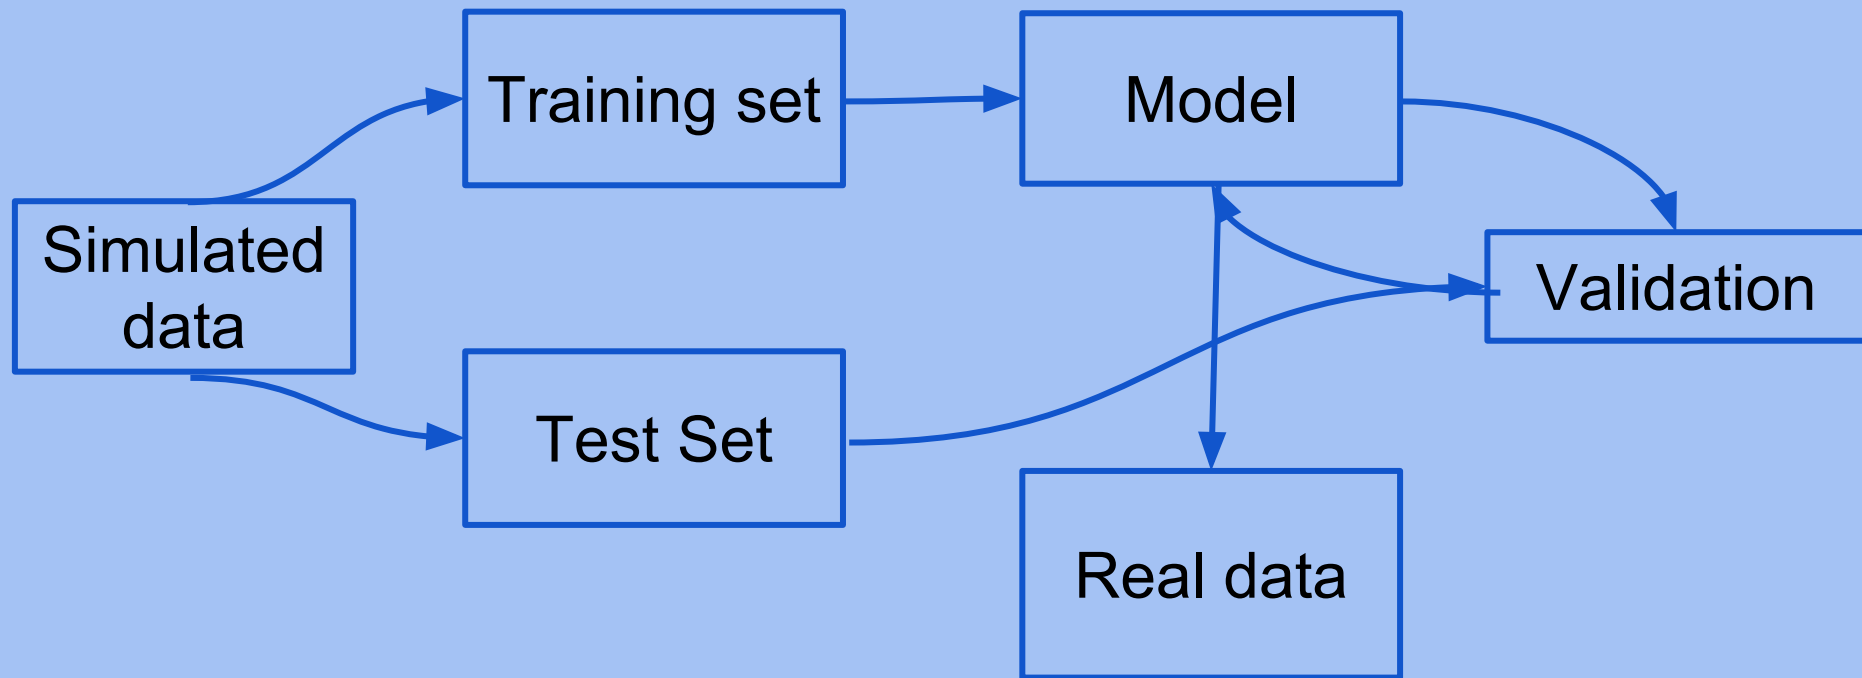 Training set
Model
Simulated
data
Validation
Test Set
Real data